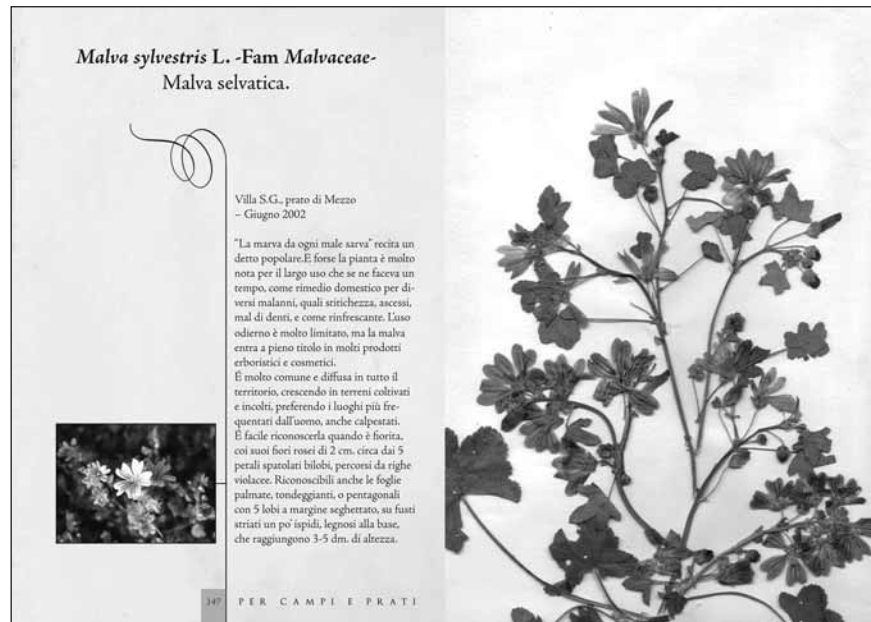 Malva sylvestris L. -Fam Malvaceae-
Malva selvatica.
Villa S.G., prato di Mezzo
– Giugno 2002
"La marva da ogni male sarva" recita un
detto popolare.E forse la pianta è molto
nota per il largo uso che se ne faceva un
tempo, come rimedio domestico per di-
versi malanni, quali stitichezza, ascessi,
mal di denti, e come rinfrescante. L'uso
odierno è molto limitato, ma la malva
entra a pieno titolo in molti prodotti
erboristici e cosmetici.
É molto comune e diffusa in tutto il
territorio, crescendo in terreni coltivati
e incolti, preferendo i luoghi più fre-
quentati dall'uomo, anche calpestati.
É facile riconoscerla quando è fiorita,
coi suoi fiori rosei di 2 cm. circa dai 5
petali spatolati bilobi, percorsi da righe
violacee. Riconoscibili anche le foglie
palmate, tondeggianti, o pentagonali
con 5 lobi a margine seghettato, su fusti
striati un po' ispidi, legnosi alla base,
che raggiungono 3-5 dm. di altezza.
347 PER CAMPI E PRATI